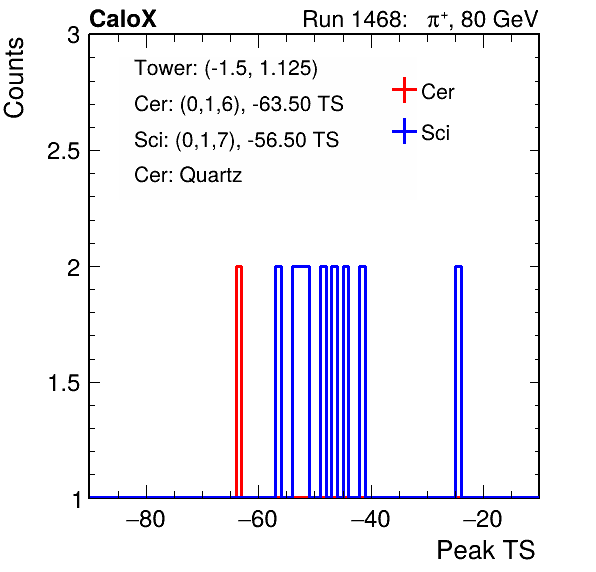 CaloX Run 1468: π⁺, 80 GeV
Counts
Tower: (-1.5, 1.125)
Cer: (0,1,6), -63.50 TS
Sci: (0,1,7), -56.50 TS
Cer: Quartz
Cer
Sci
3
2.5
2
1.5
1
−80 −60 −40 −20
Peak TS